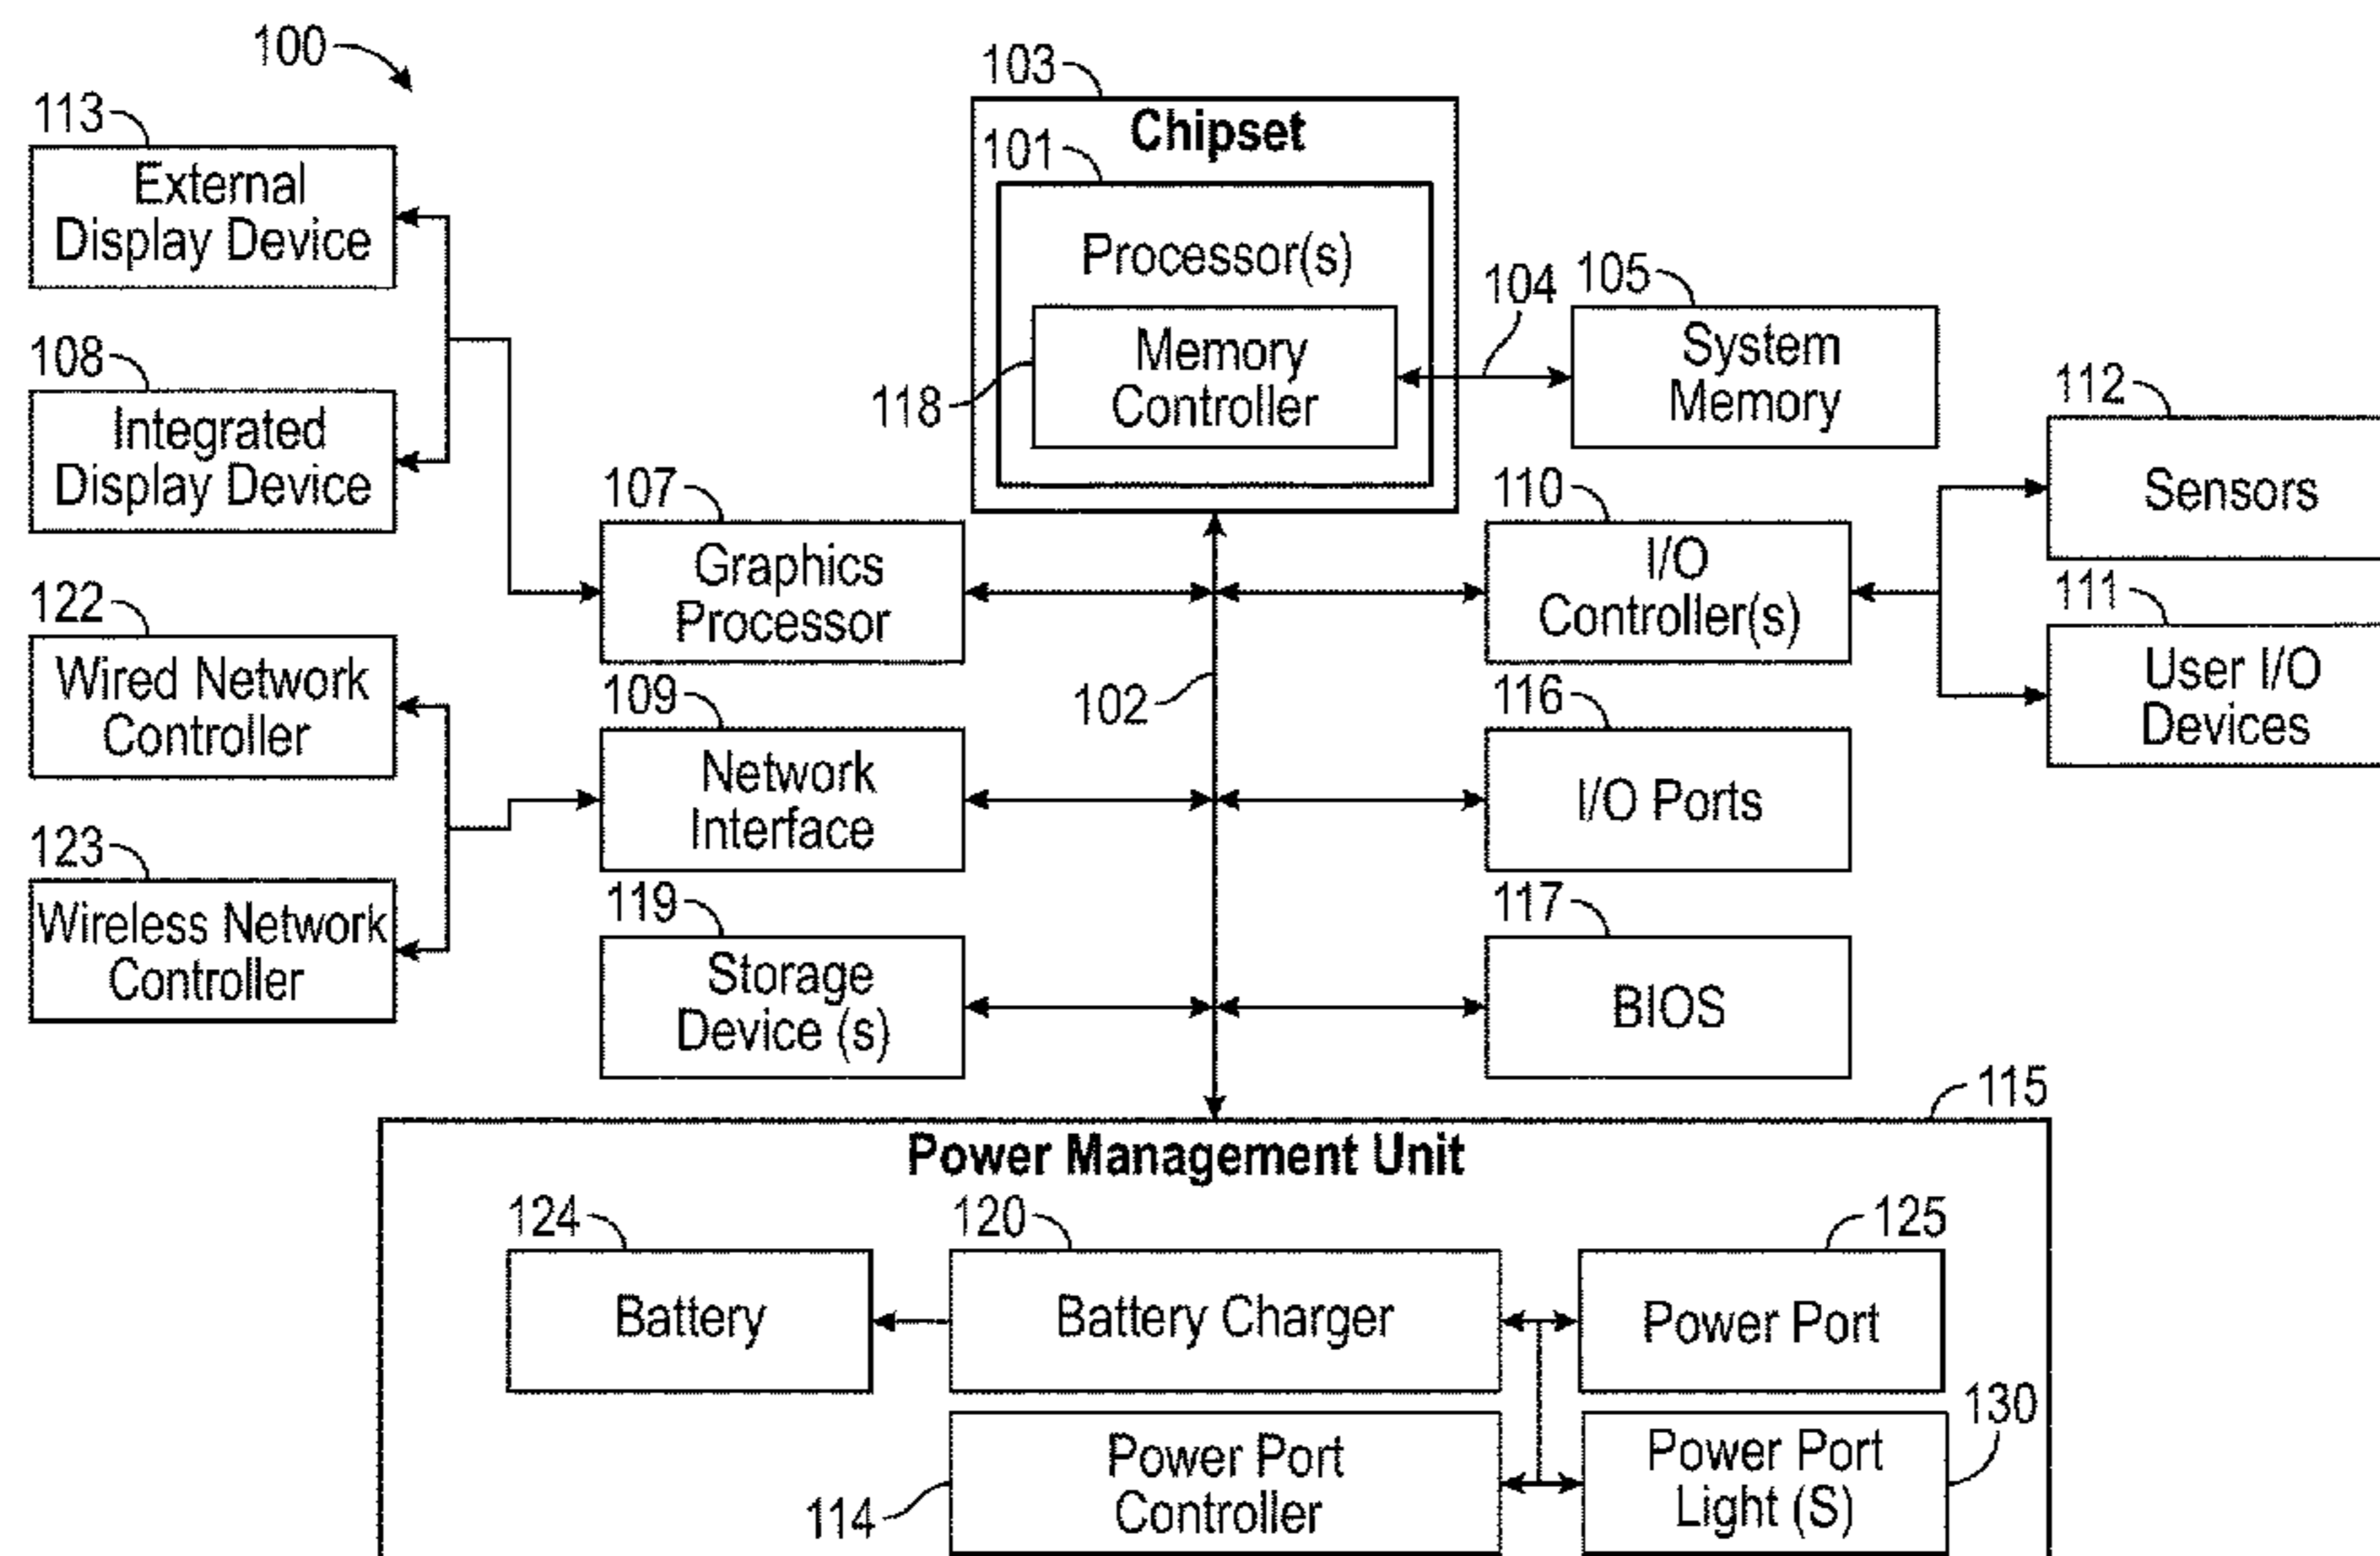 100
103
Chipset
113
101
External
Display Device
Processor(s)
104
105
108
Memory
Controller
118
System
Memory
Integrated
Display Device
112
Sensors
107
110
Graphics
Processor
I/O
Controller(s)
122
111
Wired Network
Controller
User I/O
Devices
109
102
116
Network
Interface
I/O Ports
123
Wireless Network
Controller
119
117
Storage
Device (s)
BIOS
115
Power Management Unit
124
120
125
Battery
Battery Charger
Power Port
130
Power Port
Controller
Power Port
Light (S)
114